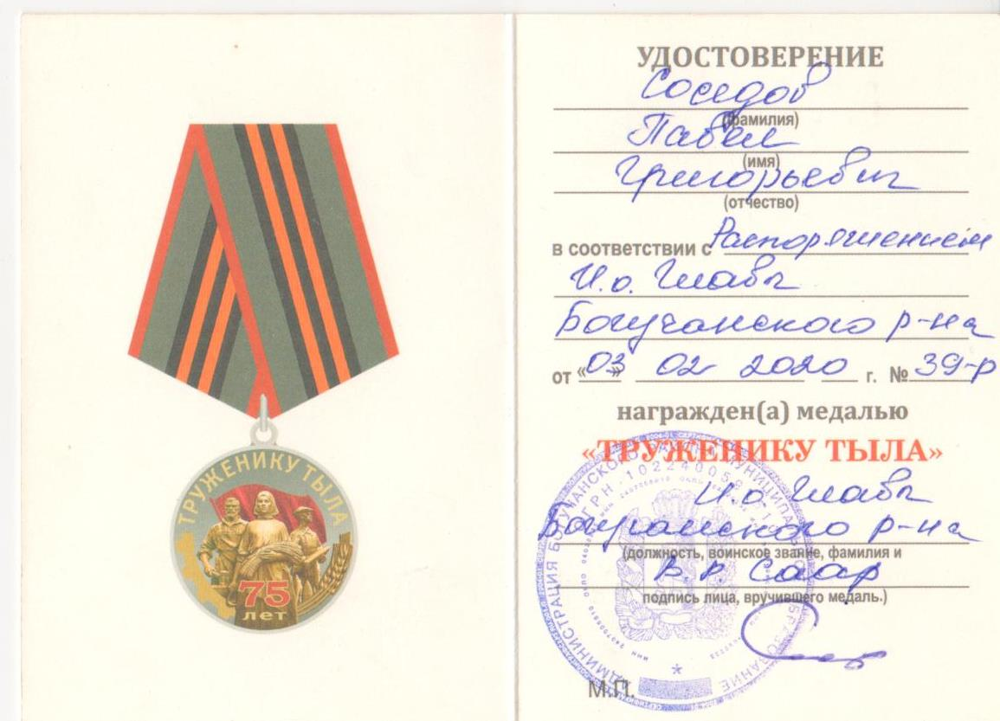 ТРУЖЕНИКУ ТЫЛА
75
лет
УДОСТОВЕРЕНИЕ
Соседов
(фамилия)
Павел
(имя)
Григорьевич
(отчество)
в соответствии с Распоряжением
И.о. Главы
Богучанского р-на
от «03» 02 2020 г. № 39-р
награжден(а) медалью
«ТРУЖЕНИКУ ТЫЛА»
И.о. Главы
Богучанского р-на
(должность, воинское звание, фамилия и
В.Р. Саар
подпись лица, вручившего медаль.)
М.П.
АДМИНИСТРАЦИЯ БОГУЧАНСКОГО